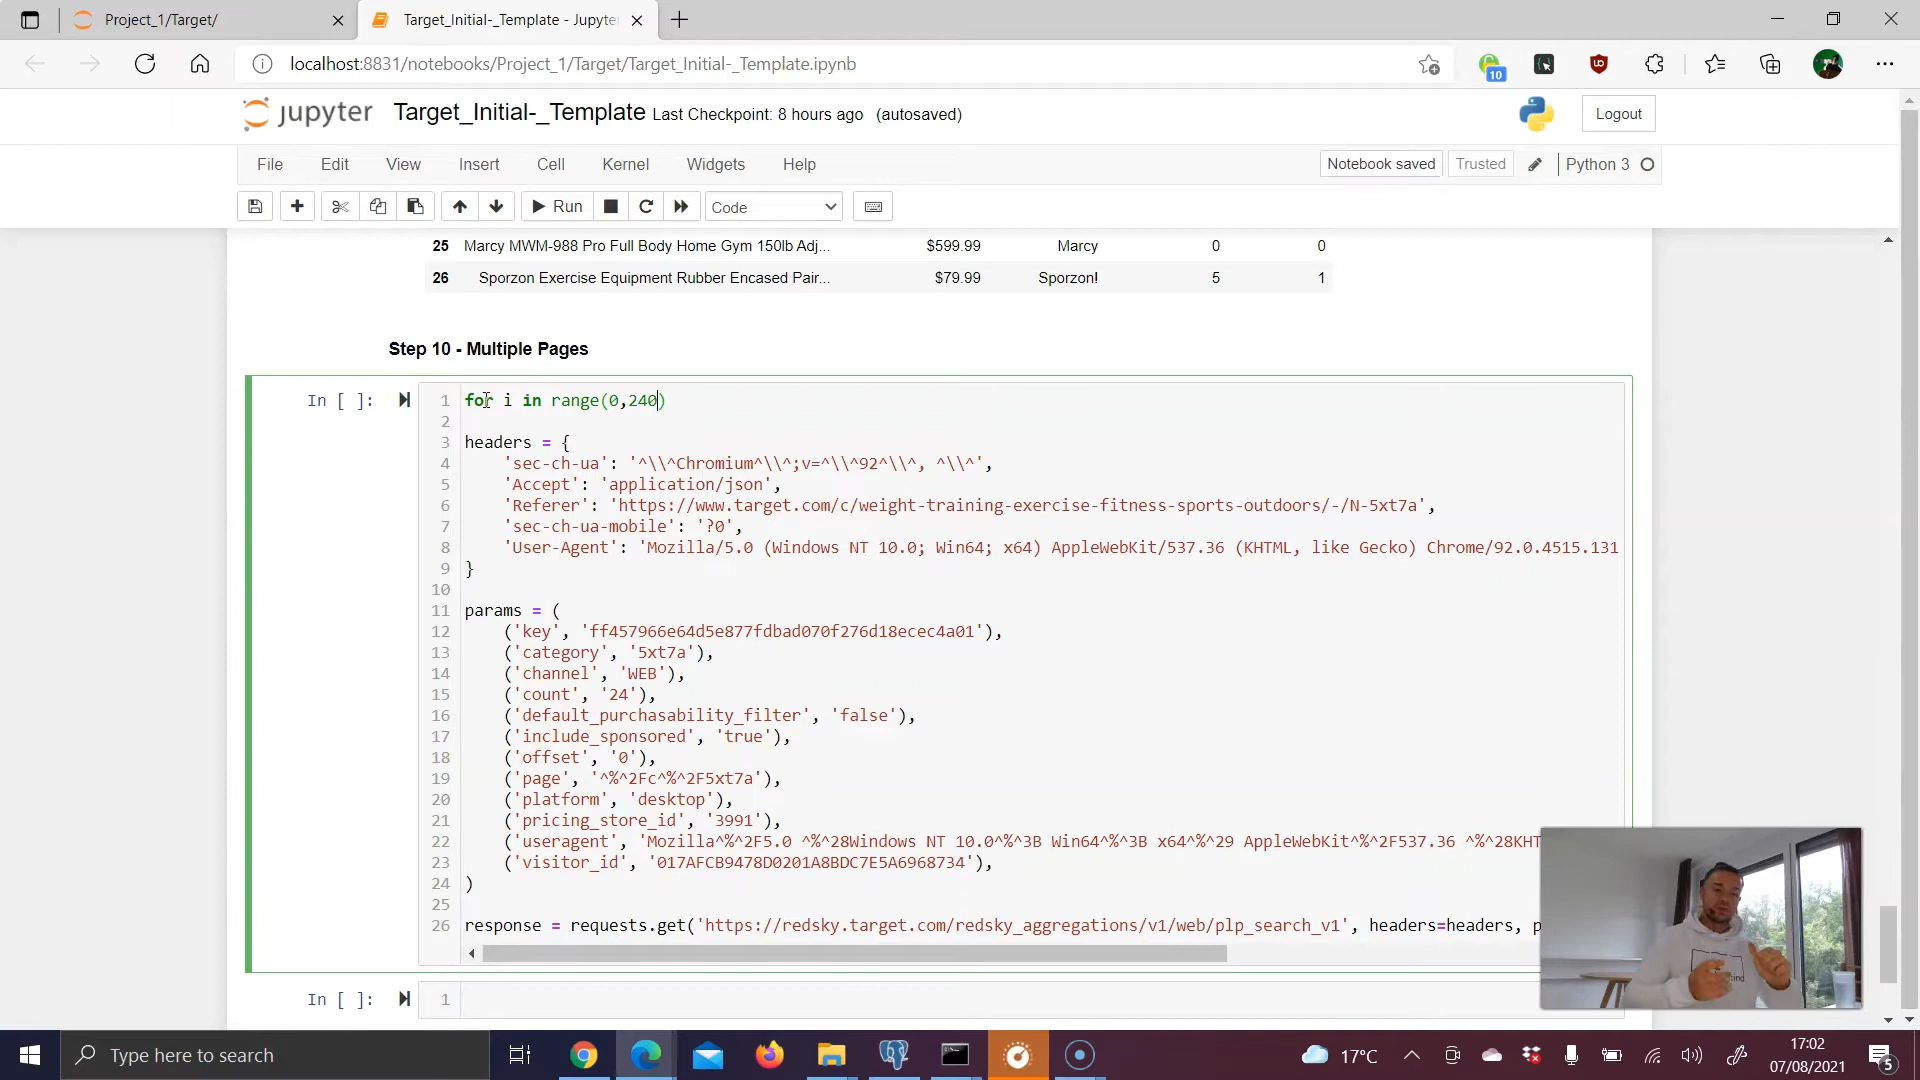 Project_1/Target/
Target_Initial-_Template - Jupyte
localhost:8831/notebooks/Project_1/Target/Target_Initial-_Template.ipynb
10
jupyter
Target_Initial-_Template Last Checkpoint: 8 hours ago (autosaved)
Logout
File Edit View Insert Cell Kernel Widgets Help
Notebook saved Trusted Python 3
Run Code
25 Marcy MWM-988 Pro Full Body Home Gym 150lb Adj... $599.99 Marcy 0 0
26 Sporzon Exercise Equipment Rubber Encased Pair... $79.99 Sporzon! 5 1
Step 10 - Multiple Pages
In [ ]: 1 for i in range(0,240)
2
3 headers = {
4 'sec-ch-ua': '^\\^Chromium^\\^;v=^\\^92^\\^, ^\\^',
5 'Accept': 'application/json',
6 'Referer': 'https://www.target.com/c/weight-training-exercise-fitness-sports-outdoors/-/N-5xt7a',
7 'sec-ch-ua-mobile': '?0',
8 'User-Agent': 'Mozilla/5.0 (Windows NT 10.0; Win64; x64) AppleWebKit/537.36 (KHTML, like Gecko) Chrome/92.0.4515.131
9 }
10
11 params = (
12 ('key', 'ff457966e64d5e877fdbad070f276d18ecec4a01'),
13 ('category', '5xt7a'),
14 ('channel', 'WEB'),
15 ('count', '24'),
16 ('default_purchasability_filter', 'false'),
17 ('include_sponsored', 'true'),
18 ('offset', '0'),
19 ('page', '^%^2Fc^%^2F5xt7a'),
20 ('platform', 'desktop'),
21 ('pricing_store_id', '3991'),
22 ('useragent', 'Mozilla^%^2F5.0 ^%^28Windows NT 10.0^%^3B Win64^%^3B x64^%^29 AppleWebKit^%^2F537.36 ^%^28KHT
23 ('visitor_id', '017AFCB9478D0201A8BDC7E5A6968734'),
24 )
25
26 response = requests.get('https://redsky.target.com/redsky_aggregations/v1/web/plp_search_v1', headers=headers, p
In [ ]: 1
Type here to search
17°C
17:02
07/08/2021
5